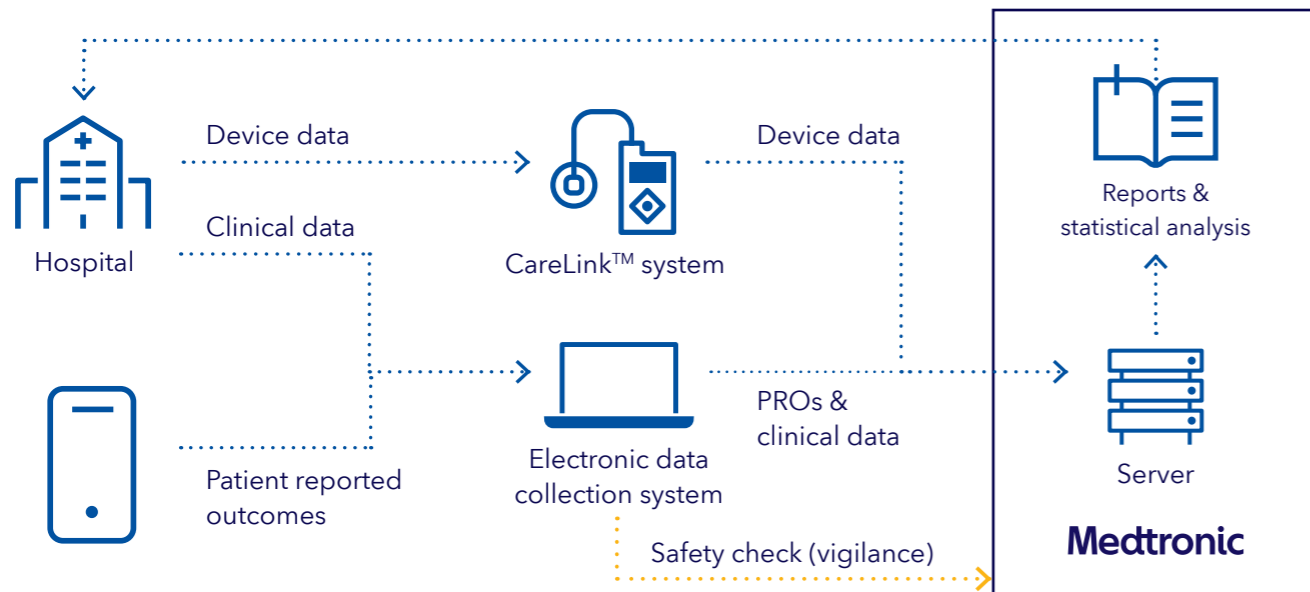 Device data
Device data
Clinical data
Hospital
CareLink™ system
Reports &
statistical analysis
Patient reported
outcomes
Electronic data
collection system
PROs &
clinical data
Server
Medtronic
Safety check (vigilance)